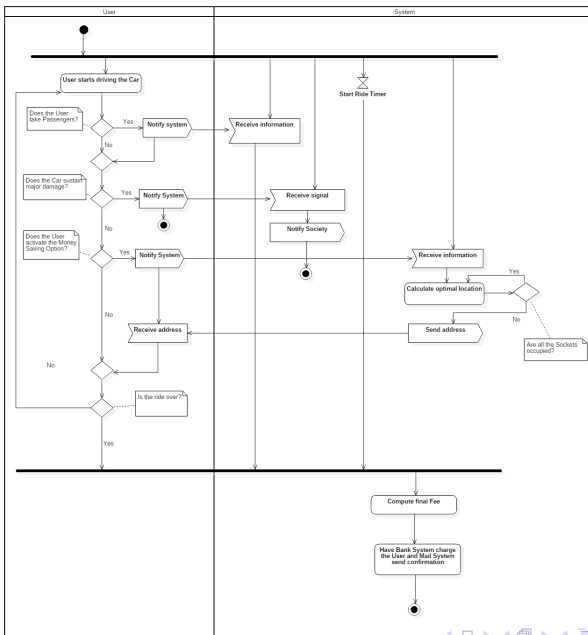 User
System
User starts driving the Car
Start Ride Timer
Does the User
take Passengers?
Yes
Notify system
Receive information
No
Does the Car sustain
major damage?
Yes
Notify System
Receive signal
No
Notify Society
Does the User
activate the Money
Saving Option?
Yes
Notify System
Receive information
Yes
Calculate optimal location
No
No
Receive address
Send address
Are all the Sockets
occupied?
No
Is the ride over?
Yes
Compute final Fee
Have Bank System charge
the User and Mail System
send confirmation